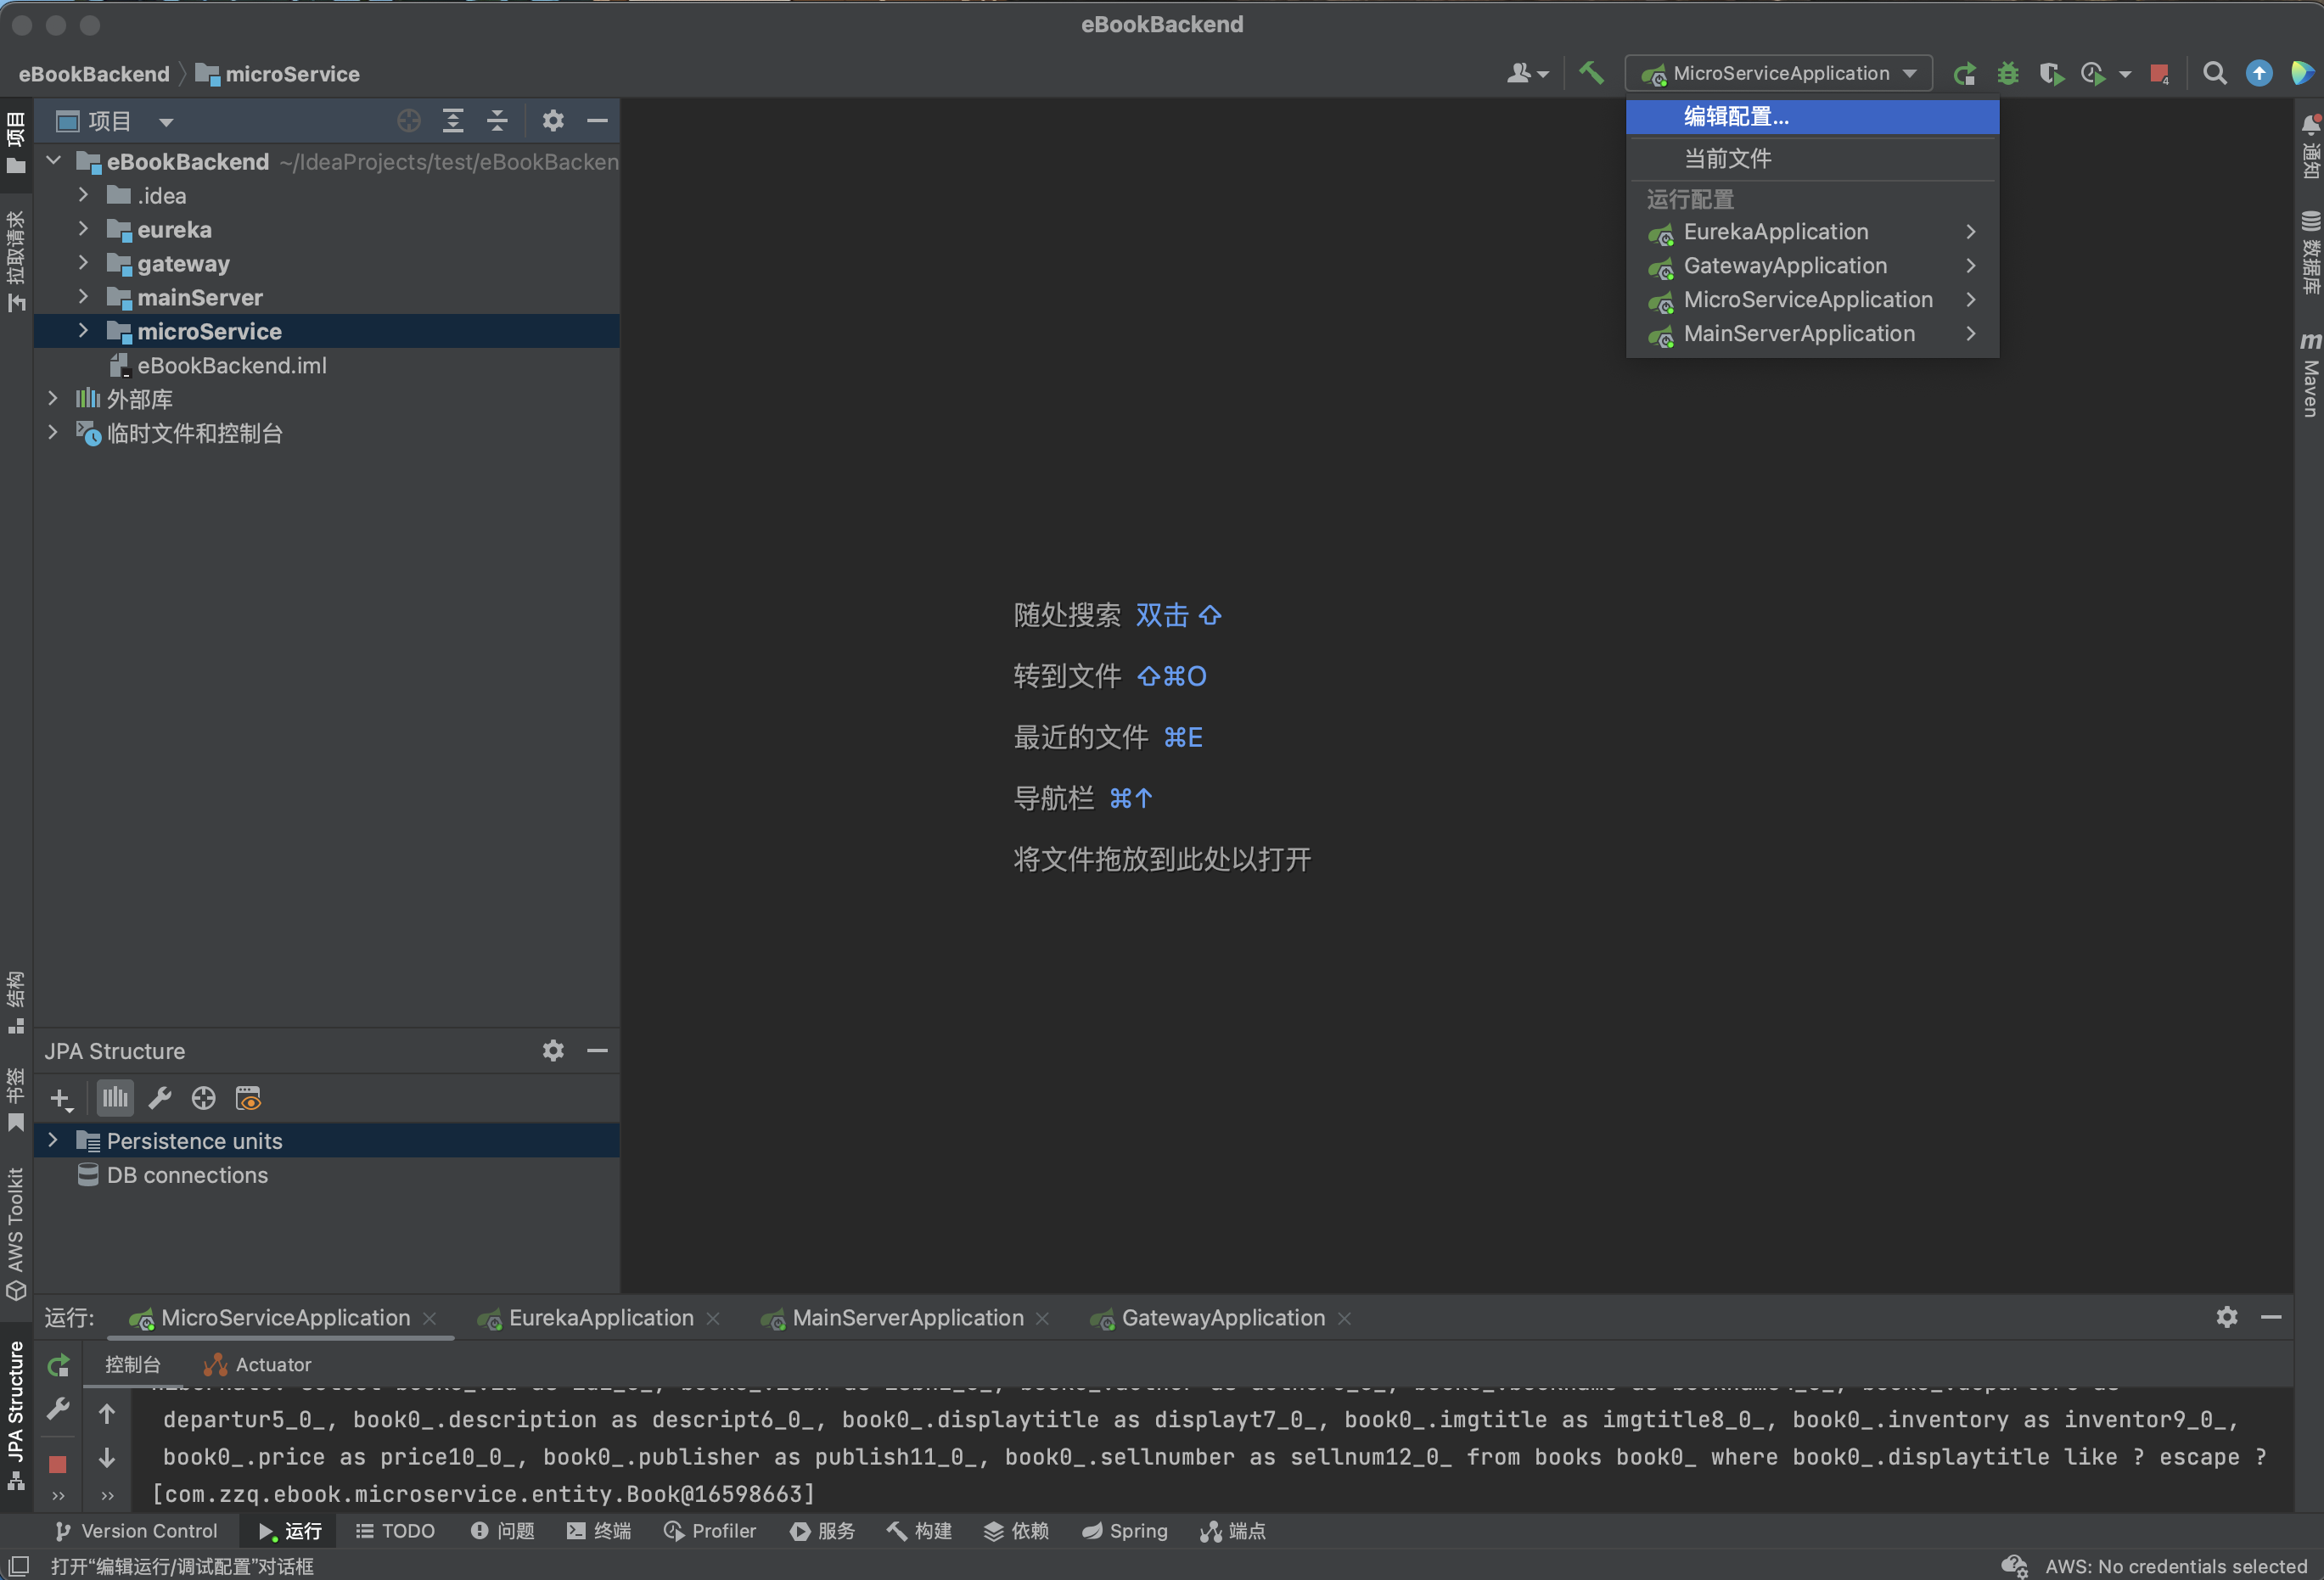 eBookBackend
eBookBackend
microService
MicroServiceApplication
4
编辑配置...
当前文件
运行配置
EurekaApplication
GatewayApplication
MicroServiceApplication
MainServerApplication
项目
拉取请求
结构
书签
AWS Toolkit
JPA Structure
项目
eBookBackend ~/IdeaProjects/test/eBookBacken
.idea
eureka
gateway
mainServer
microService
eBookBackend.iml
外部库
临时文件和控制台
随处搜索 双击 ⇧
转到文件 ⇧⌘O
最近的文件 ⌘E
导航栏 ⌘↑
将文件拖放到此处以打开
通知
数据库
m Maven
JPA Structure
Persistence units
DB connections
运行: MicroServiceApplication EurekaApplication MainServerApplication GatewayApplication
控制台 Actuator
departur5_0_, book0_.description as descript6_0_, book0_.displaytitle as displayt7_0_, book0_.imgtitle as imgtitle8_0_, book0_.inventory as inventor9_0_,
book0_.price as price10_0_, book0_.publisher as publish11_0_, book0_.sellnumber as sellnum12_0_ from books book0_ where book0_.displaytitle like ? escape ?
[com.zzq.ebook.microservice.entity.Book@16598663]
Version Control 运行 TODO 问题 终端 Profiler 服务 构建 依赖 Spring 端点
打开“编辑运行/调试配置”对话框
AWS: No credentials selected